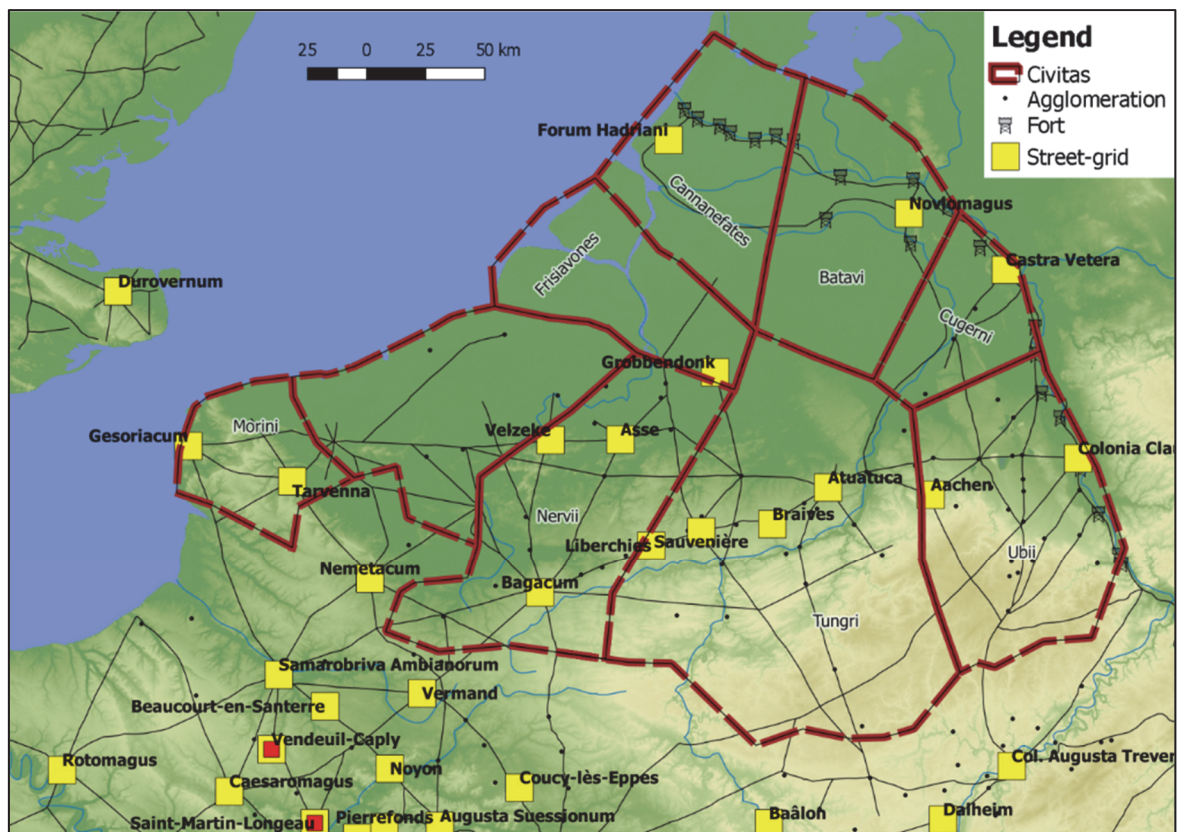 25 0 25 50 km
Legend
Civitas
Agglomeration
Fort
Street-grid
Forum Hadriani
Cannanefates
Noviomagus
Frisiavones
Castra Vetera
Durovernum
Batavi
Cugerni
Grobbendonk
Morini
Gesoriacum
Velzeke
Asse
Colonia Cla
Tarvenna
Atuatuca
Aachen
Nervii
Braives
Liberchies
Sauvenière
Ubii
Nemetacum
Bagacum
Tungri
Samarobriva Ambianorum
Beaucourt-en-Santerre
Vermand
Vendeuil-Caply
Rotomagus
Noyon
Col. Augusta Trever
Caesaromagus
Coucy-lès-Eppes
Saint-Martin-Longeau
Pierrefonds
Augusta Suessionum
Baâloh
Dalheim